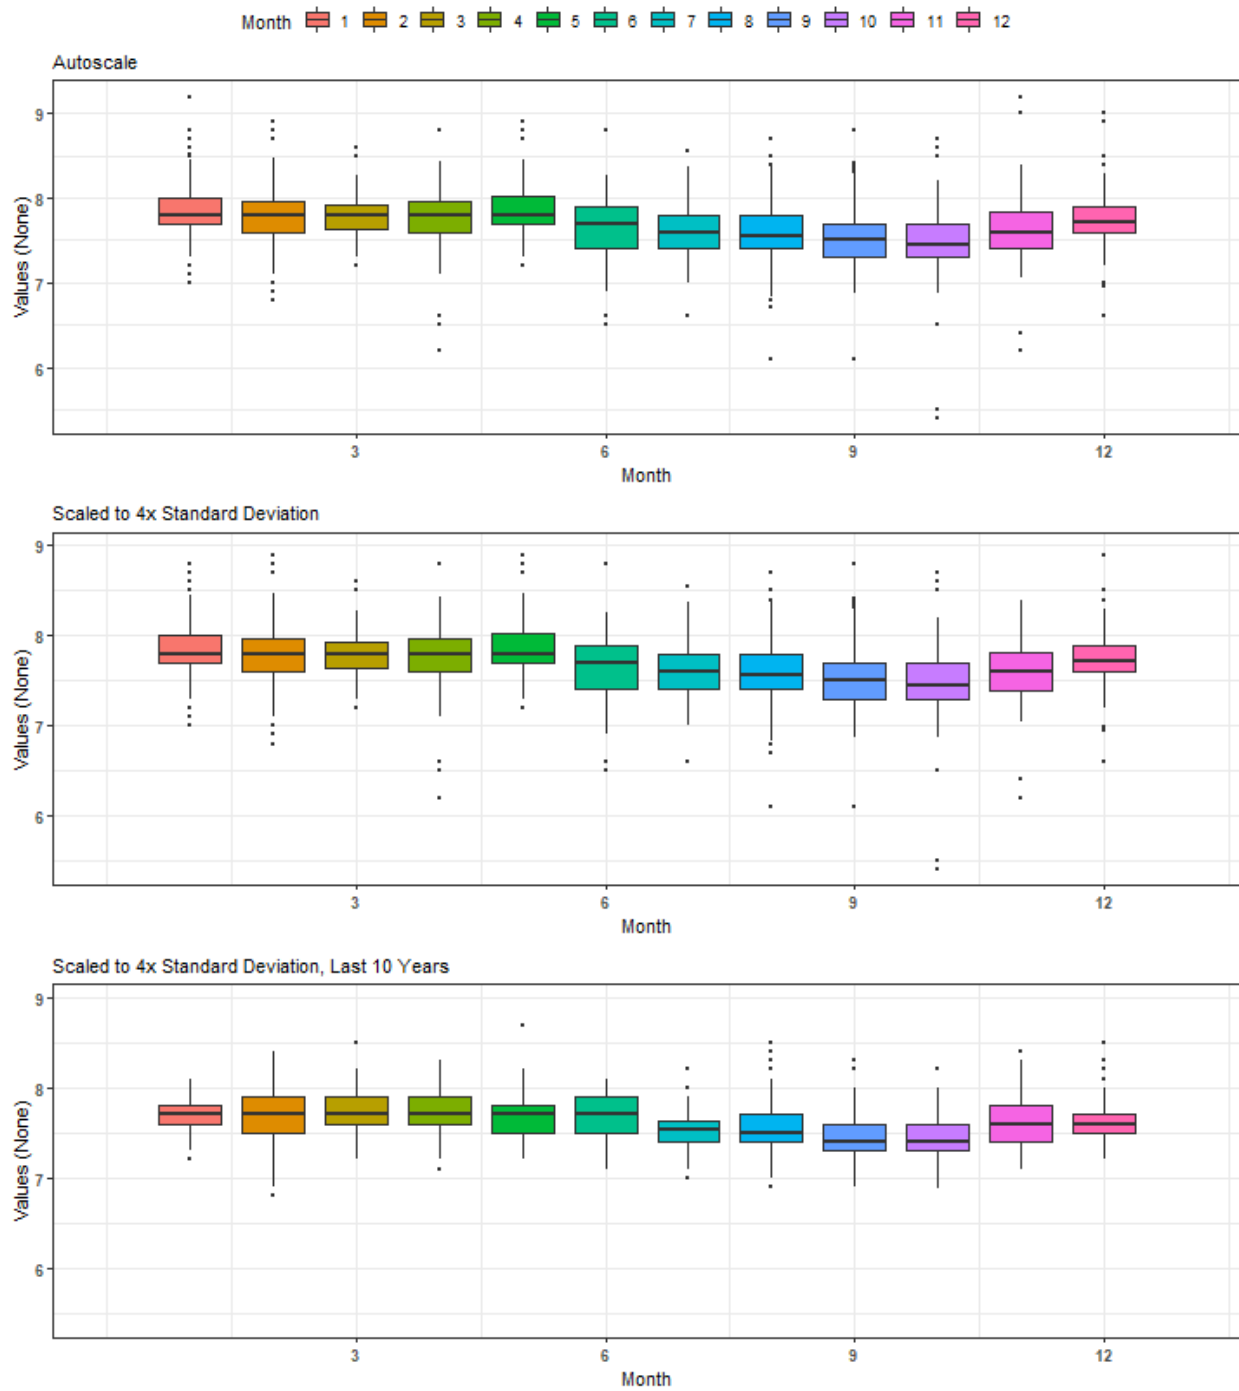 Month 1 2 3 4 5 6 7 8 9 10 11 12
Autoscale
Values (None)
9
8
7
6
3 6 9 12
Month
Scaled to 4x Standard Deviation
Values (None)
9
8
7
6
3 6 9 12
Month
Scaled to 4x Standard Deviation, Last 10 Years
Values (None)
9
8
7
6
3 6 9 12
Month